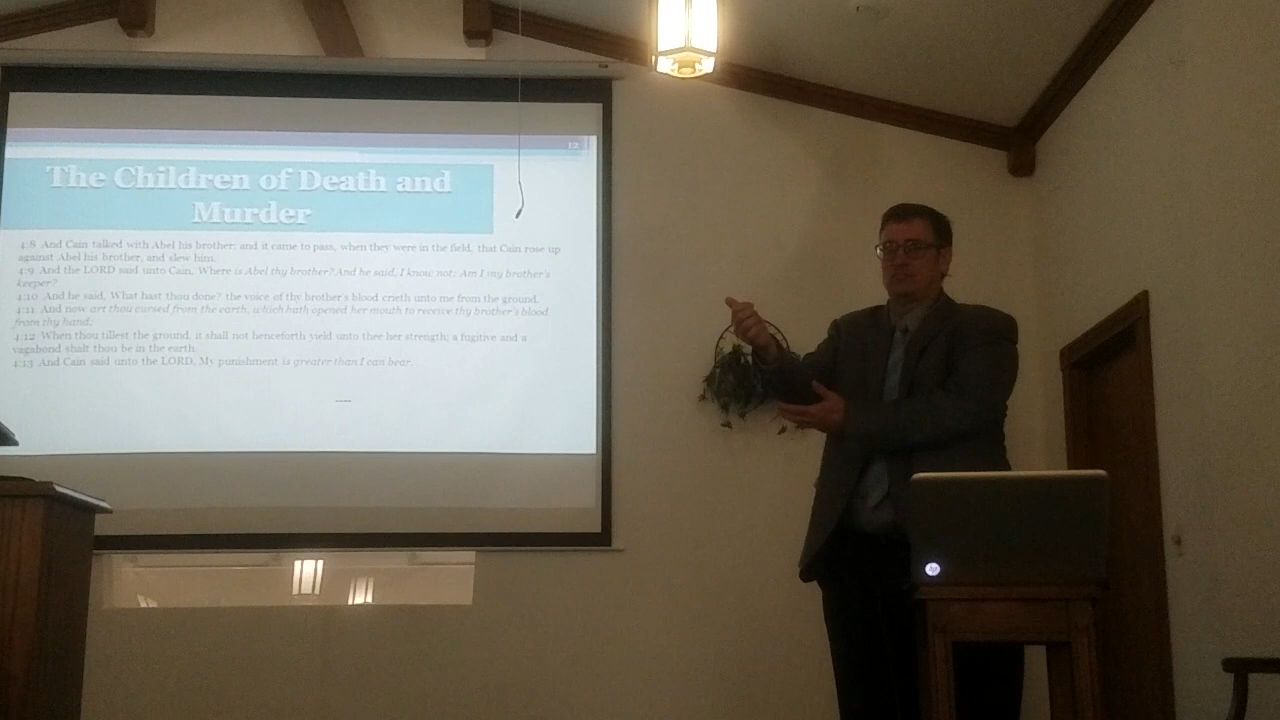 12
The Children of Death and
Murder
4:8 And Cain talked with Abel his brother: and it came to pass, when they were in the field, that Cain rose up
against Abel his brother, and slew him.
4:9 And the LORD said unto Cain, Where is Abel thy brother? And he said, I know not: Am I my brother's
keeper?
4:10 And he said, What hast thou done? the voice of thy brother's blood crieth unto me from the ground.
4:11 And now art thou cursed from the earth, which hath opened her mouth to receive thy brother's blood
from thy hand;
4:12 When thou tillest the ground, it shall not henceforth yield unto thee her strength; a fugitive and a
vagabond shalt thou be in the earth.
4:13 And Cain said unto the LORD, My punishment is greater than I can bear.
hp